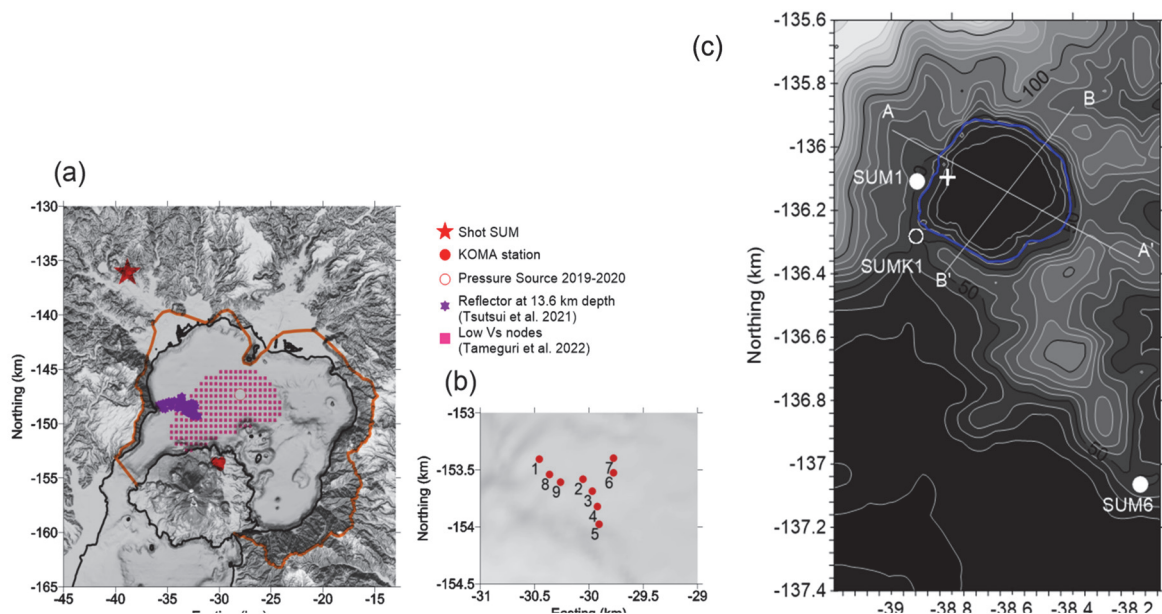 (a)
-130
-135
-140
-145
-150
-155
-160
-165
Northing (km)
-45
-40
-35
-30
-25
-20
-15
Shot SUM
KOMA station
Pressure Source 2019-2020
Reflector at 13.6 km depth
(Tsutsui et al. 2021)
Low Vs nodes
(Tameguri et al. 2022)
(b)
-153
-153.5
-154
-154.5
Northing (km)
1
8
9
2
3
4
5
7
6
-31
-30.5
-30
-29.5
-29
Easting (km)
(c)
-135.6
-135.8
-136
-136.2
-136.4
-136.6
-136.8
-137
-137.2
-137.4
Northing (km)
100
A
B
SUM1
SUMK1
B'
A'
50
50
SUM6
-39
-38.8
-38.6
-38.4
-38.2